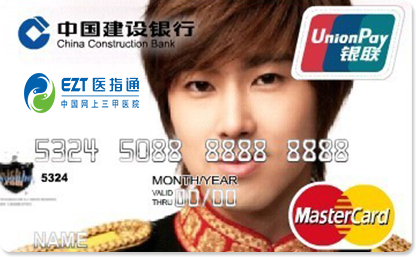 中国建设银行
China Construction Bank
UnionPay
银联
EZT 医指通
中国网上三甲医院
5324 5088 8888 8888
5324
MONTH/YEAR
VALID
THRU 00/00
MasterCard
NAME